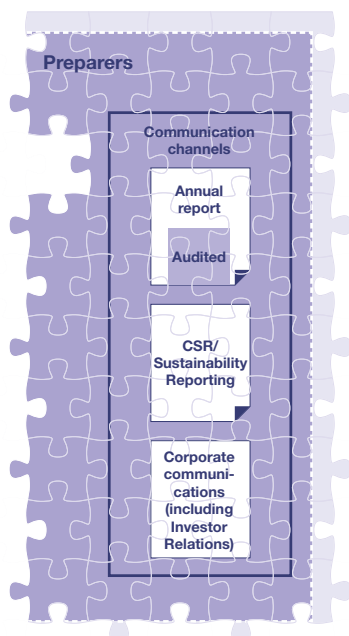 Preparers
Communication
channels
Annual
report
Audited
CSR/
Sustainability
Reporting
Corporate
communi-
cations
(including
Investor
Relations)